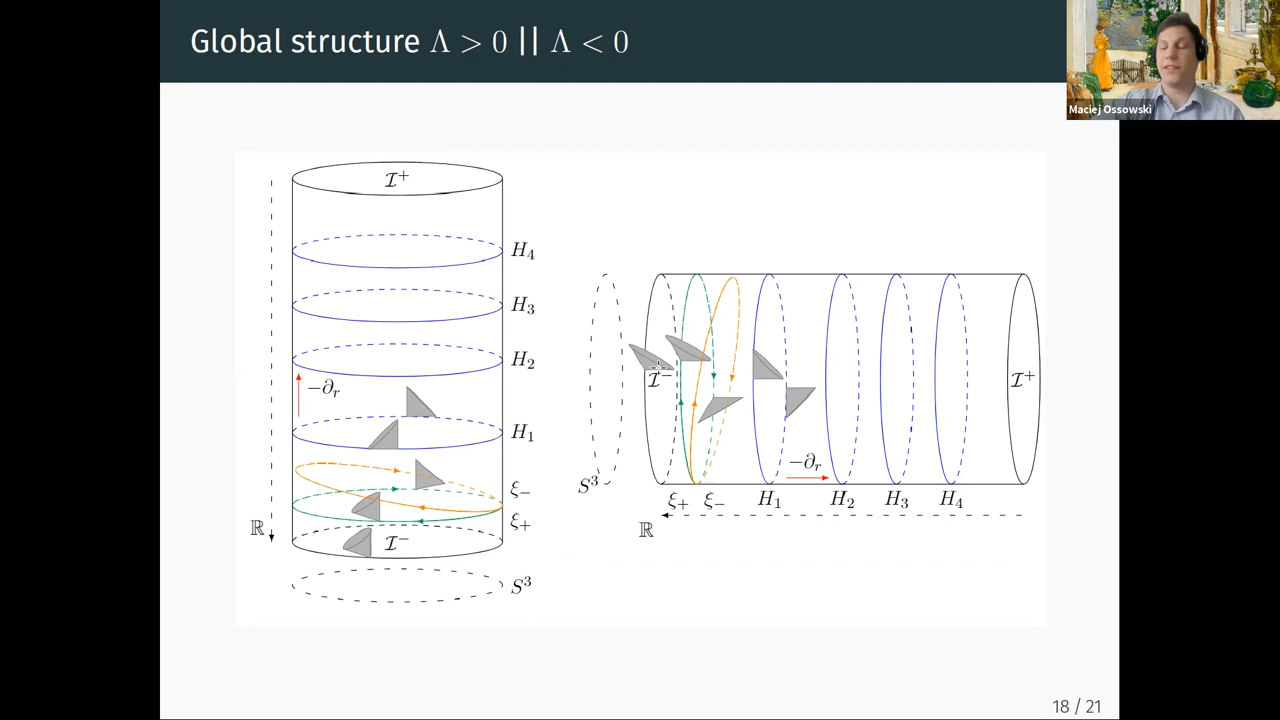 Global structure Λ > 0 || Λ < 0
Maciej Ossowski
𝓘⁺
H₄
H₃
H₂
−∂ᵣ
H₁
ξ₋
ξ₊
ℝ
𝓘⁻
S³
𝓘⁻
𝓘⁺
−∂ᵣ
S³
ξ₊ ξ₋ H₁ H₂ H₃ H₄
ℝ
18 / 21